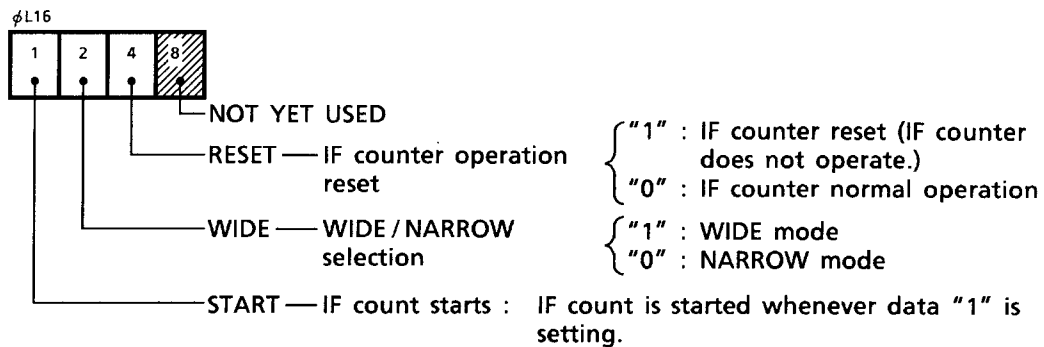 φL16
1 2 4 8
NOT YET USED
RESET — IF counter operation reset
"1" : IF counter reset (IF counter does not operate.)
"0" : IF counter normal operation
WIDE — WIDE / NARROW selection
"1" : WIDE mode
"0" : NARROW mode
START — IF count starts : IF count is started whenever data "1" is setting.